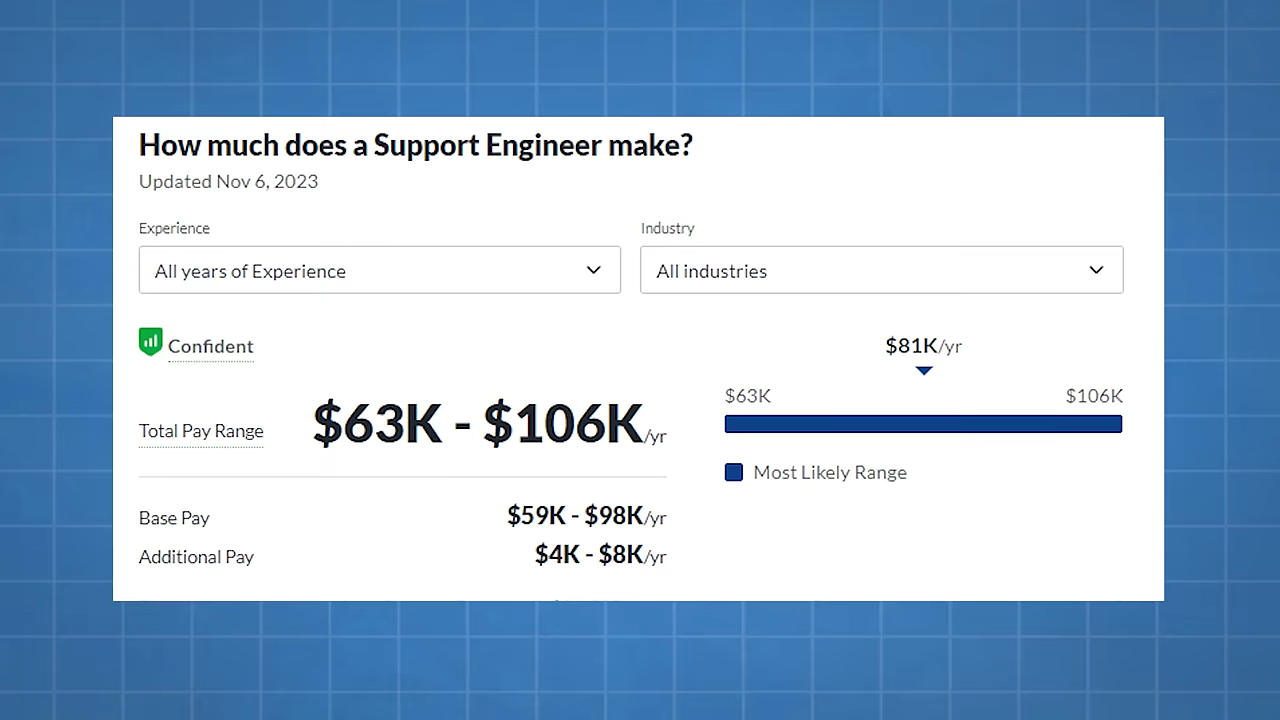 How much does a Support Engineer make?
Updated Nov 6, 2023
Experience
Industry
All years of Experience
All industries
Confident
$81K/yr
$63K
$106K
Total Pay Range
$63K - $106K/yr
Most Likely Range
Base Pay
$59K - $98K/yr
Additional Pay
$4K - $8K/yr